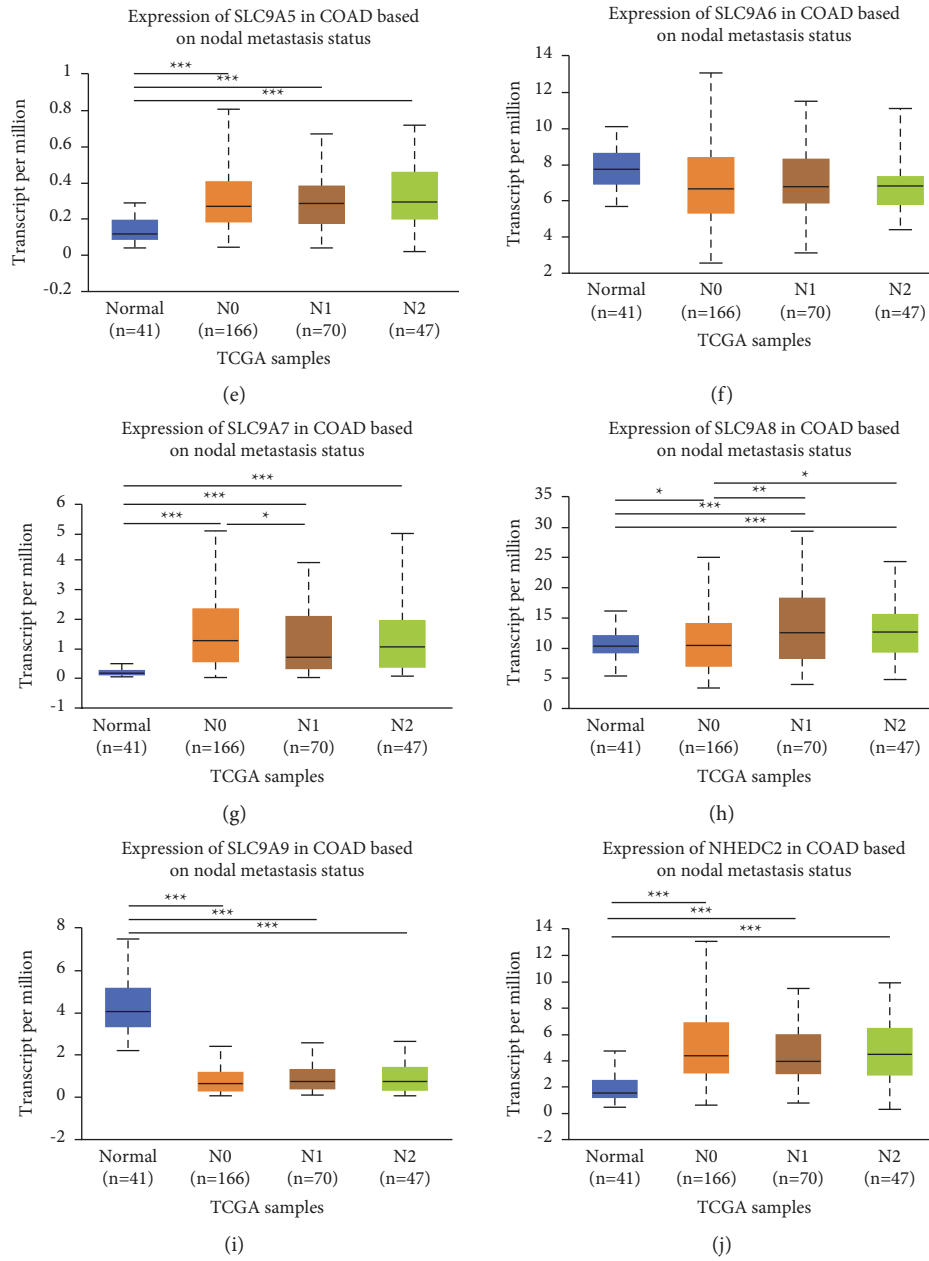 Expression of SLC9A5 in COAD based
on nodal metastasis status
***
***
***
Transcript per million
1
0.8
0.6
0.4
0.2
0
-0.2
Normal
(n=41)
N0
(n=166)
N1
(n=70)
N2
(n=47)
TCGA samples
(e)
Expression of SLC9A6 in COAD based
on nodal metastasis status
Transcript per million
14
12
10
8
6
4
2
Normal
(n=41)
N0
(n=166)
N1
(n=70)
N2
(n=47)
TCGA samples
(f)
Expression of SLC9A7 in COAD based
on nodal metastasis status
***
***
***
*
Transcript per million
6
5
4
3
2
1
0
-1
Normal
(n=41)
N0
(n=166)
N1
(n=70)
N2
(n=47)
TCGA samples
(g)
Expression of SLC9A8 in COAD based
on nodal metastasis status
*
*
**
***
***
Transcript per million
35
30
25
20
15
10
5
0
Normal
(n=41)
N0
(n=166)
N1
(n=70)
N2
(n=47)
TCGA samples
(h)
Expression of SLC9A9 in COAD based
on nodal metastasis status
***
***
***
Transcript per million
8
6
4
2
0
-2
Normal
(n=41)
N0
(n=166)
N1
(n=70)
N2
(n=47)
TCGA samples
(i)
Expression of NHEDC2 in COAD based
on nodal metastasis status
***
***
***
Transcript per million
14
12
10
8
6
4
2
0
-2
Normal
(n=41)
N0
(n=166)
N1
(n=70)
N2
(n=47)
TCGA samples
(j)